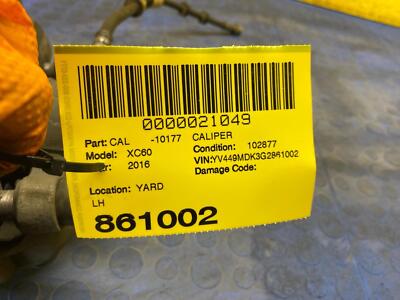 0000021049
Part: CAL -10177 CALIPER
Model: XC60 Condition: 102877
2016 VIN:YV449MDK3G2861002
Damage Code:
Location: YARD
LH
861002